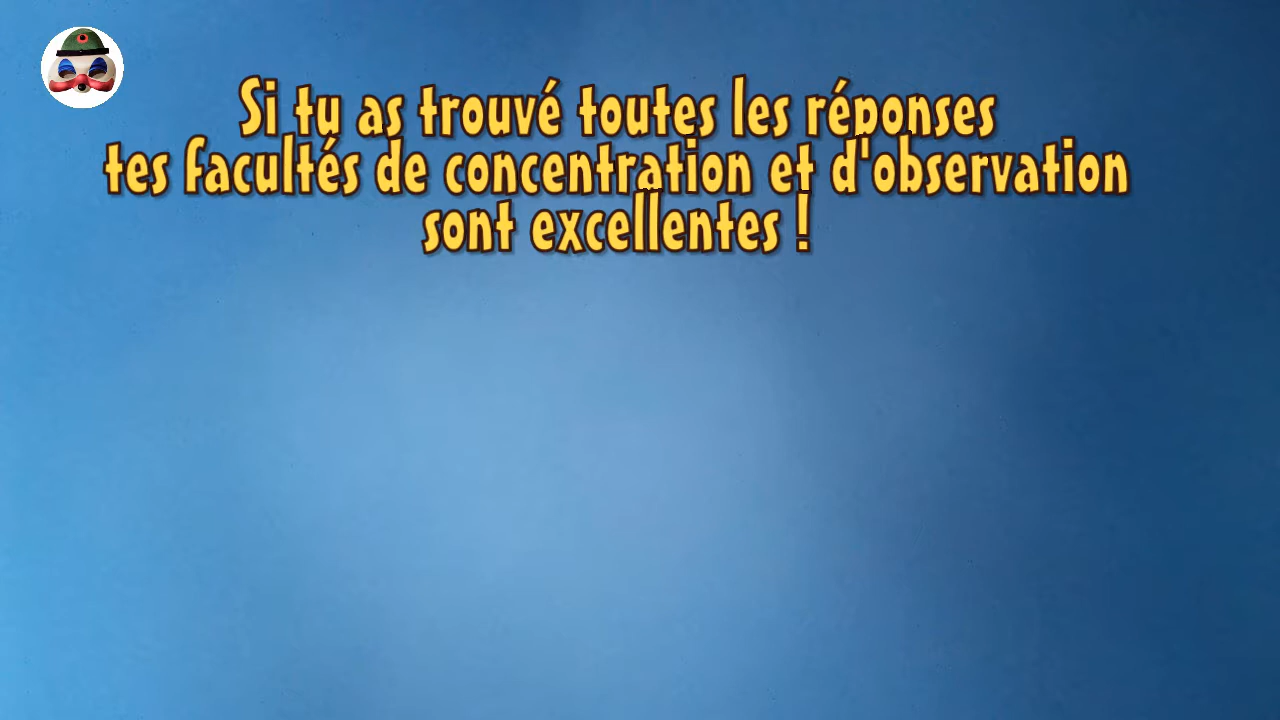 Si tu as trouvé toutes les réponses
tes facultés de concentration et d'observation
sont excellentes !